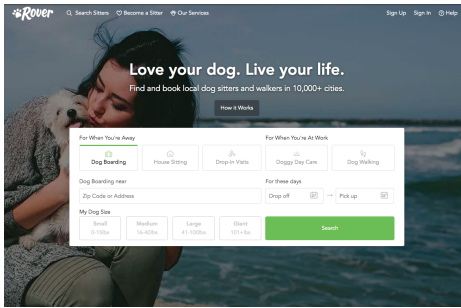 Rover
Search Sitters Become a Sitter Our Services Sign Up Sign In Help
Love your dog. Live your life.
Find and book local dog sitters and walkers in 10,000+ cities.
How It Works
For When You're Away For When You're At Work
Dog Boarding House Sitting Drop-In Visits Doggy Day Care Dog Walking
Dog Boarding near For these days
Zip Code or Address Drop off → Pick up
My Dog Size
Small Medium Large Giant
0-15lbs 16-40lbs 41-100lbs 101+lbs
Search